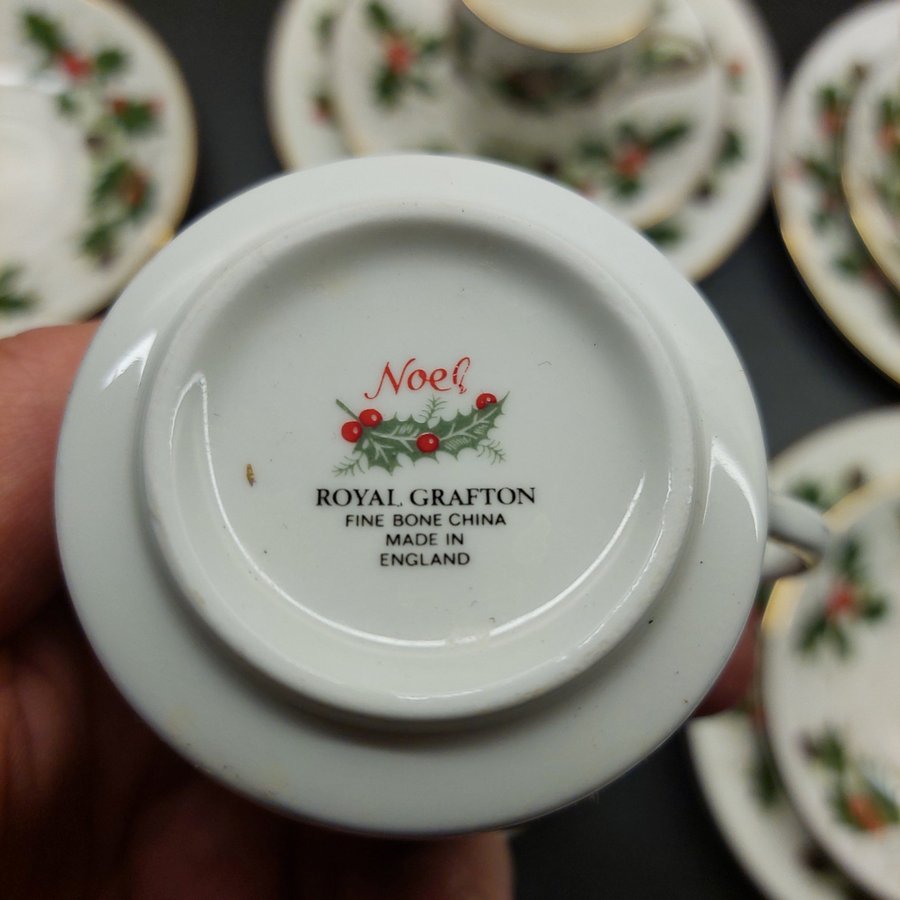 Noel
ROYAL GRAFTON
FINE BONE CHINA
MADE IN
ENGLAND